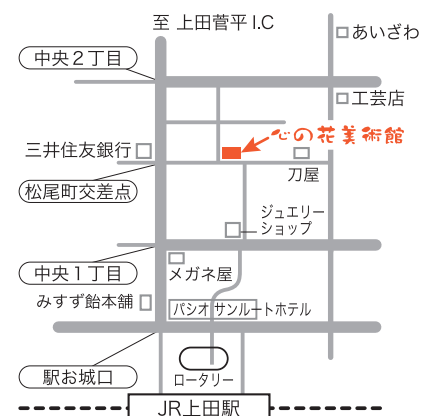 至 上田菅平 I.C
あいざわ
中央２丁目
工芸店
心の花美術館
三井住友銀行
刀屋
松尾町交差点
ジュエリー
ショップ
中央１丁目
メガネ屋
みすず飴本舗
パシオ サンルートホテル
駅お城口
ロータリー
JR上田駅